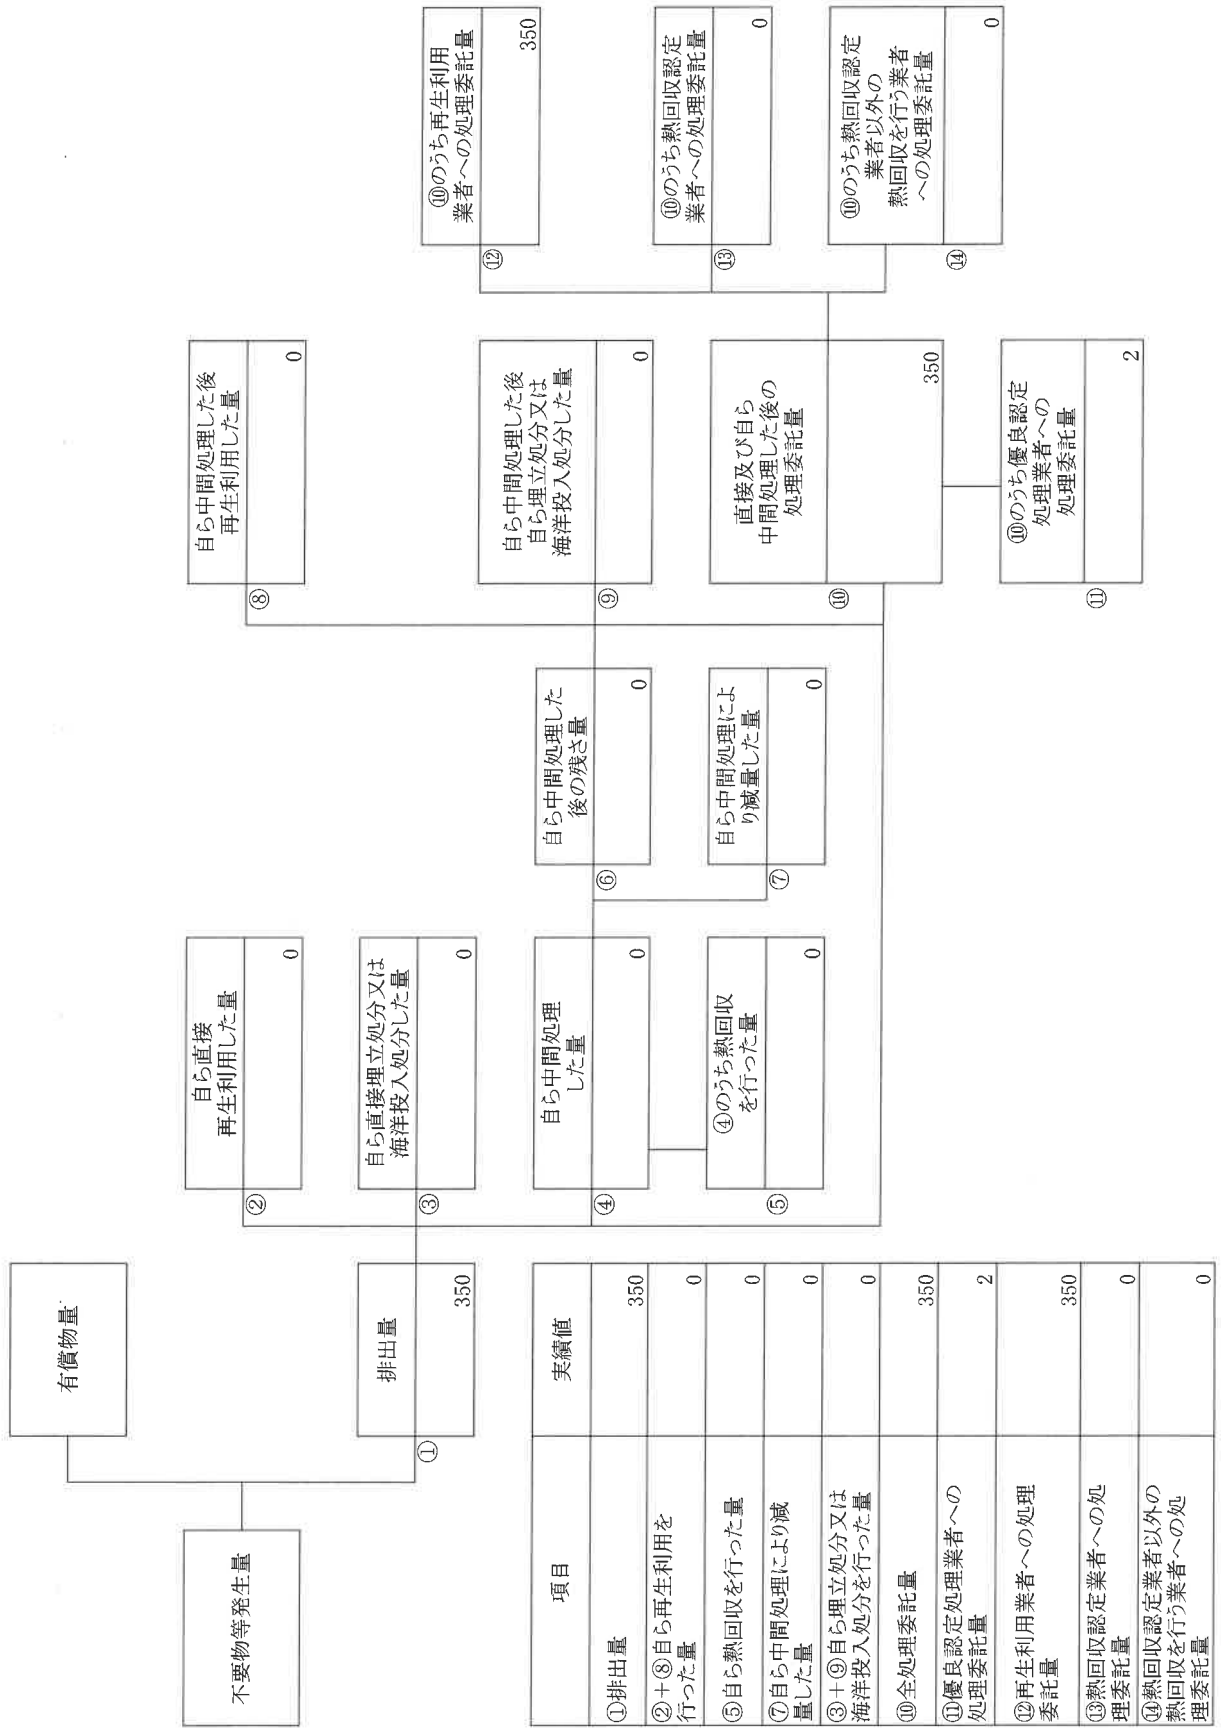 有償物量
不要物等発生量
排出量
①
350
自ら直接
再生利用した量
②
0
自ら直接埋立処分又は
海洋投入処分した量
③
0
自ら中間処理
した量
④
0
④のうち熱回収
を行った量
⑤
0
自ら中間処理した
後の残さ量
⑥
0
自ら中間処理によ
り減量した量
⑦
0
自ら中間処理した後
再生利用した量
⑧
0
自ら中間処理した後
自ら埋立処分又は
海洋投入処分した量
⑨
0
直接及び自ら
中間処理した後の
処理委託量
⑩
350
⑩のうち優良認定
処理業者への
処理委託量
⑪
2
⑩のうち再生利用
業者への処理委託量
⑫
350
⑩のうち熱回収認定
業者への処理委託量
⑬
0
⑩のうち熱回収認定
業者以外の
熱回収を行う業者
への処理委託量
⑭
0
項目 実績値
①排出量 350
②+⑧自ら再生利用を
行った量 0
⑤自ら熱回収を行った量 0
⑦自ら中間処理により減
量した量 0
③+⑨自ら埋立処分又は
海洋投入処分を行った量 0
⑩全処理委託量 350
⑪優良認定処理業者への
処理委託量 2
⑫再生利用業者への処理
委託量 350
⑬熱回収認定業者への処
理委託量 0
⑭熱回収認定業者以外の
熱回収を行う業者への処
理委託量 0